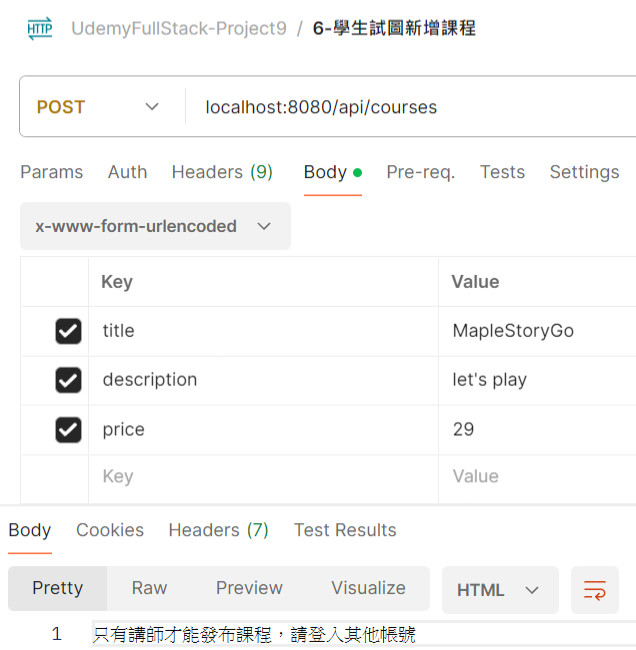 HTTP UdemyFullStack-Project9 / 6-學生試圖新增課程
POST localhost:8080/api/courses
Params Auth Headers (9) Body Pre-req. Tests Settings
x-www-form-urlencoded
Key Value
title MapleStoryGo
description let's play
price 29
Key Value
Body Cookies Headers (7) Test Results
Pretty Raw Preview Visualize HTML
1 只有講師才能發布課程，請登入其他帳號